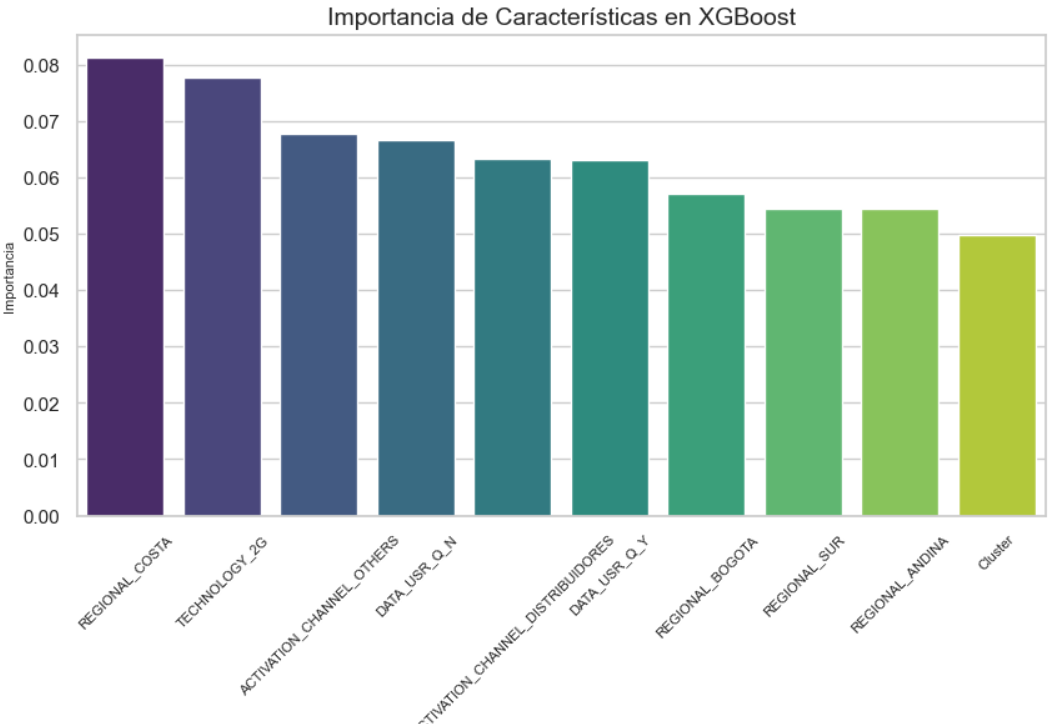 Importancia de Características en XGBoost
Importancia
0.08
0.07
0.06
0.05
0.04
0.03
0.02
0.01
0.00
REGIONAL_COSTA
TECHNOLOGY_2G
ACTIVATION_CHANNEL_OTHERS
DATA_USR_Q_N
CTIVATION_CHANNEL_DISTRIBUIDORES
DATA_USR_Q_Y
REGIONAL_BOGOTA
REGIONAL_SUR
REGIONAL_ANDINA
Cluster